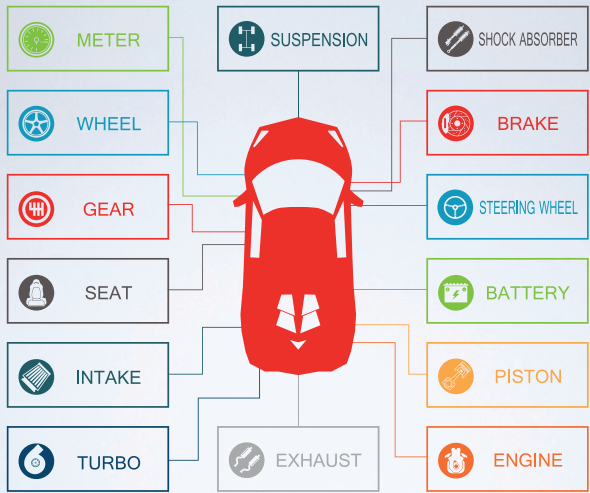 METER
SUSPENSION
SHOCK ABSORBER
WHEEL
BRAKE
GEAR
STEERING WHEEL
SEAT
BATTERY
INTAKE
PISTON
TURBO
EXHAUST
ENGINE